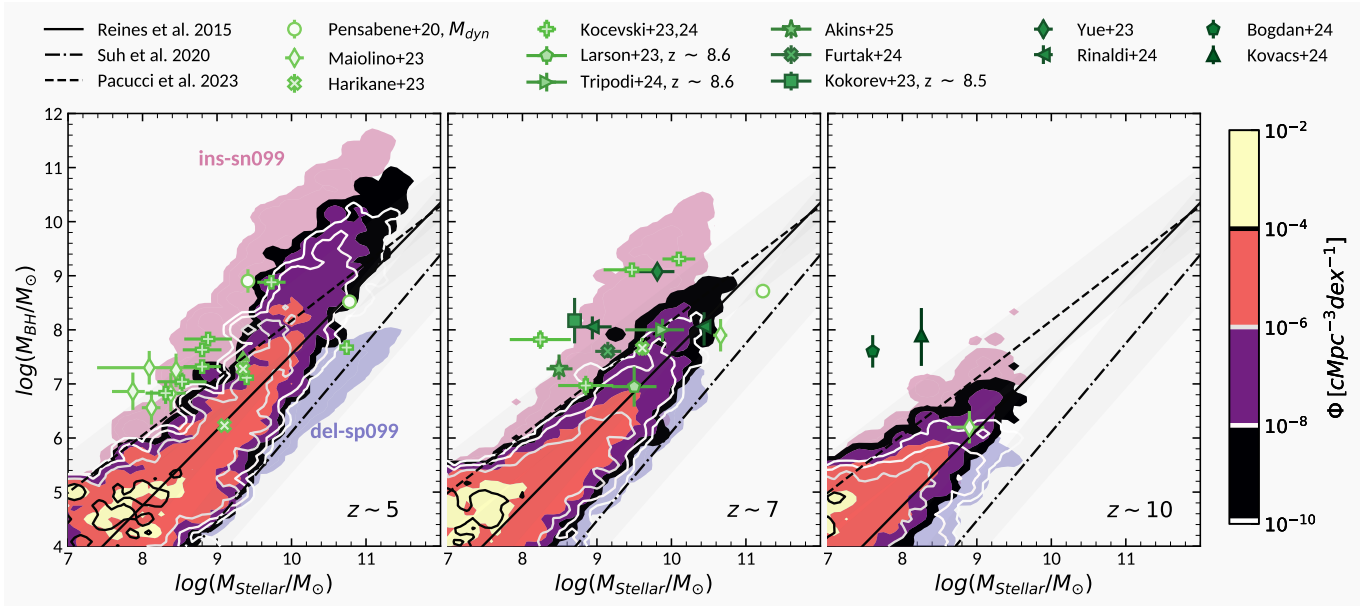 Reines et al. 2015
Suh et al. 2020
Pacucci et al. 2023
Pensabene+20, M_dyn
Maiolino+23
Harikane+23
Kocevski+23,24
Larson+23, z ~ 8.6
Tripodi+24, z ~ 8.6
Akins+25
Furtak+24
Kokorev+23, z ~ 8.5
Yue+23
Rinaldi+24
Bogdan+24
Kovacs+24
log(M_BH/M_⊙)
12
11
10
9
8
7
6
5
4
ins-sn099
del-sp099
z ~ 5
7 8 9 10 11
log(M_Stellar/M_⊙)
z ~ 7
7 8 9 10 11
log(M_Stellar/M_⊙)
z ~ 10
7 8 9 10 11
log(M_Stellar/M_⊙)
10^-2
10^-4
10^-6
10^-8
10^-10
Φ [cMpc^-3 dex^-1]